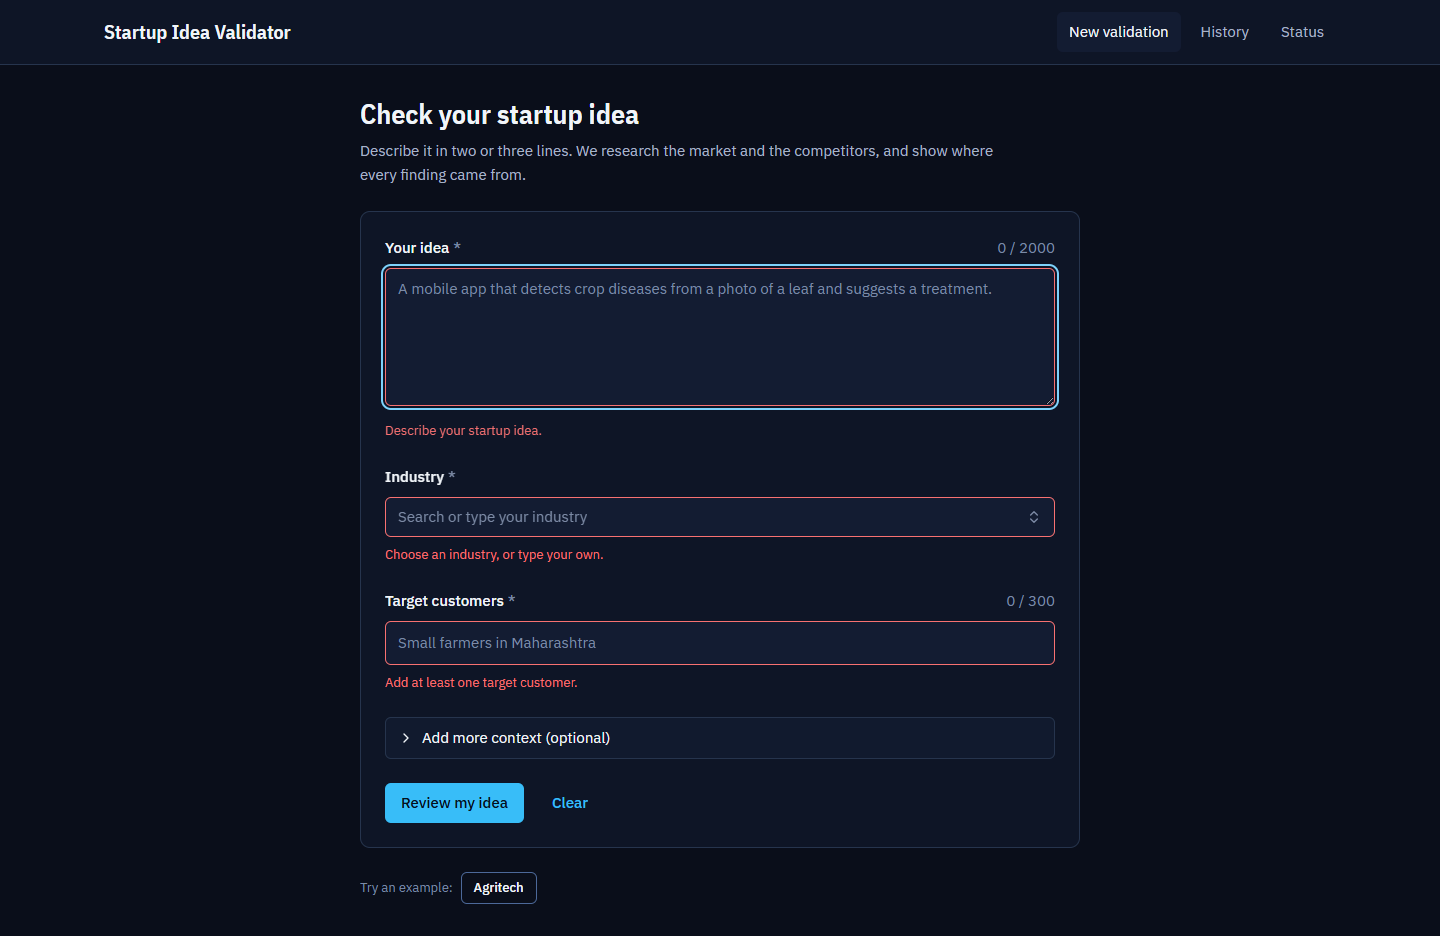 Startup Idea Validator
New validation
History
Status
Check your startup idea
Describe it in two or three lines. We research the market and the competitors, and show where
every finding came from.
Your idea *
0 / 2000
A mobile app that detects crop diseases from a photo of a leaf and suggests a treatment.
Describe your startup idea.
Industry *
Search or type your industry
Choose an industry, or type your own.
Target customers *
0 / 300
Small farmers in Maharashtra
Add at least one target customer.
Add more context (optional)
Review my idea
Clear
Try an example:
Agritech